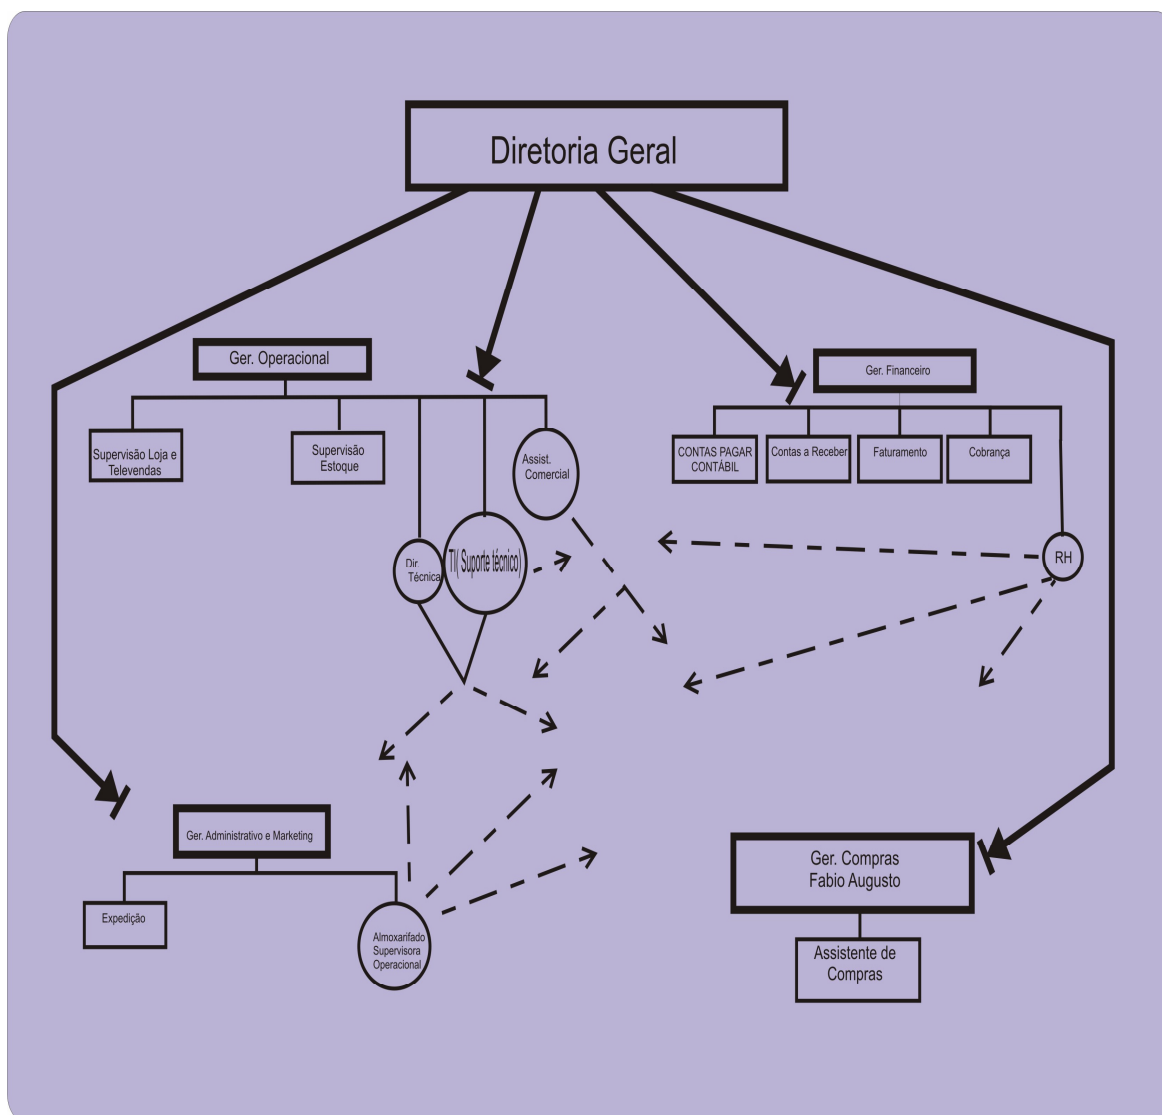 Diretoria Geral
Ger. Operacional
Supervisão Loja e
Televendas
Supervisão
Estoque
Dir.
Técnica
TI( Suporte técnico)
Assist.
Comercial
Ger. Financeiro
CONTAS PAGAR
CONTÁBIL
Contas a Receber
Faturamento
Cobrança
RH
Ger. Administrativo e Marketing
Expedição
Almoxarifado
Supervisora
Operacional
Ger. Compras
Fabio Augusto
Assistente de
Compras